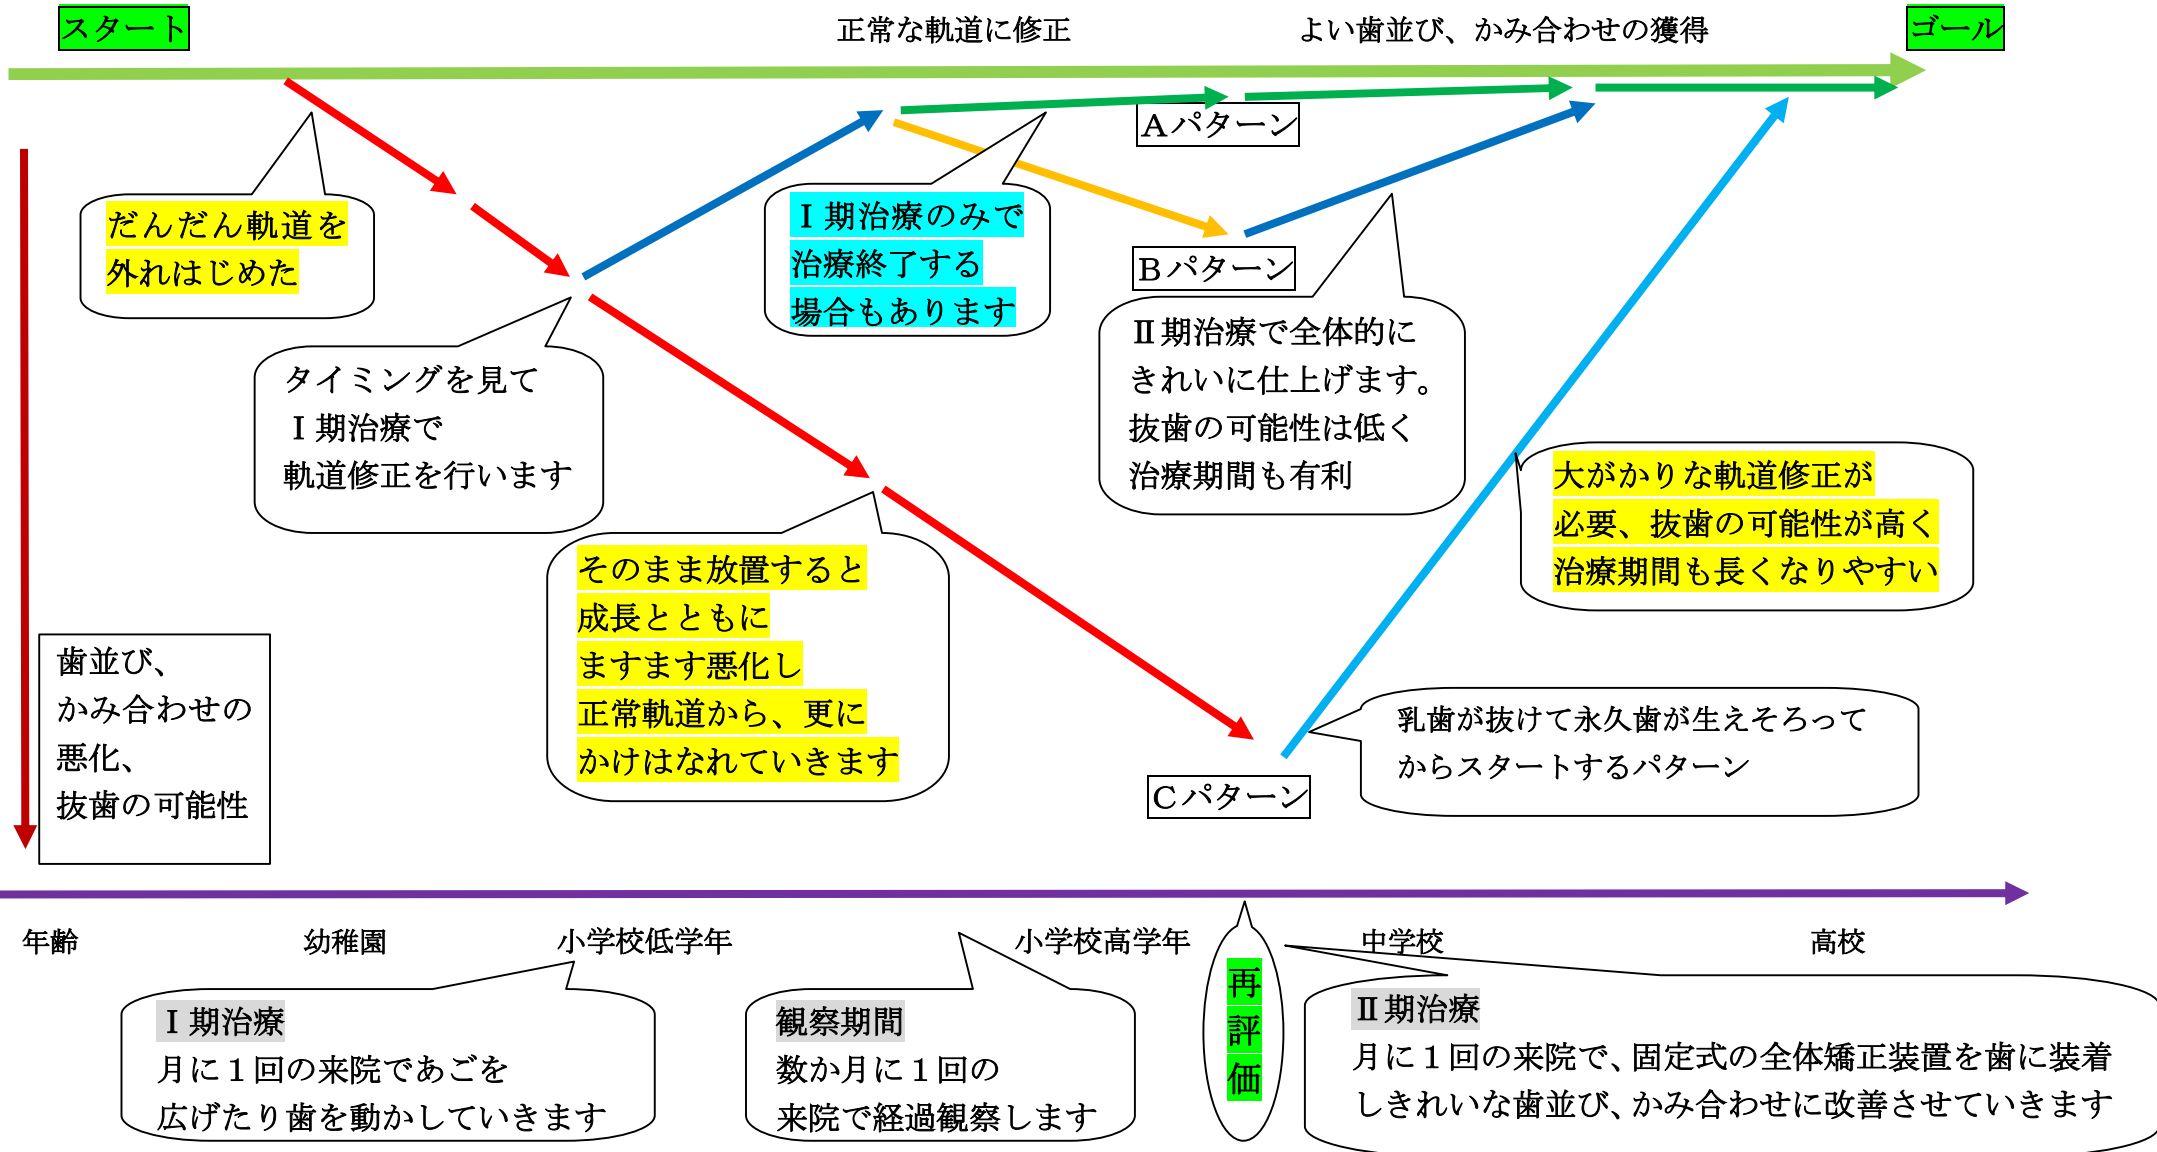 スタート
正常な軌道に修正
よい歯並び、かみ合わせの獲得
ゴール
だんだん軌道を
外れはじめた
タイミングを見て
Ⅰ期治療で
軌道修正を行います
Ⅰ期治療のみで
治療終了する
場合もあります
Ａパターン
Ｂパターン
Ⅱ期治療で全体的に
きれいに仕上げます。
抜歯の可能性は低く
治療期間も有利
大がかりな軌道修正が
必要、抜歯の可能性が高く
治療期間も長くなりやすい
そのまま放置すると
成長とともに
ますます悪化し
正常軌道から、更に
かけはなれていきます
歯並び、
かみ合わせの
悪化、
抜歯の可能性
乳歯が抜けて永久歯が生えそろって
からスタートするパターン
Ｃパターン
年齢
幼稚園
小学校低学年
小学校高学年
中学校
高校
Ⅰ期治療
月に１回の来院であごを
広げたり歯を動かしていきます
観察期間
数か月に１回の
来院で経過観察します
再
評
価
Ⅱ期治療
月に１回の来院で、固定式の全体矯正装置を歯に装着
しきれいな歯並び、かみ合わせに改善させていきます